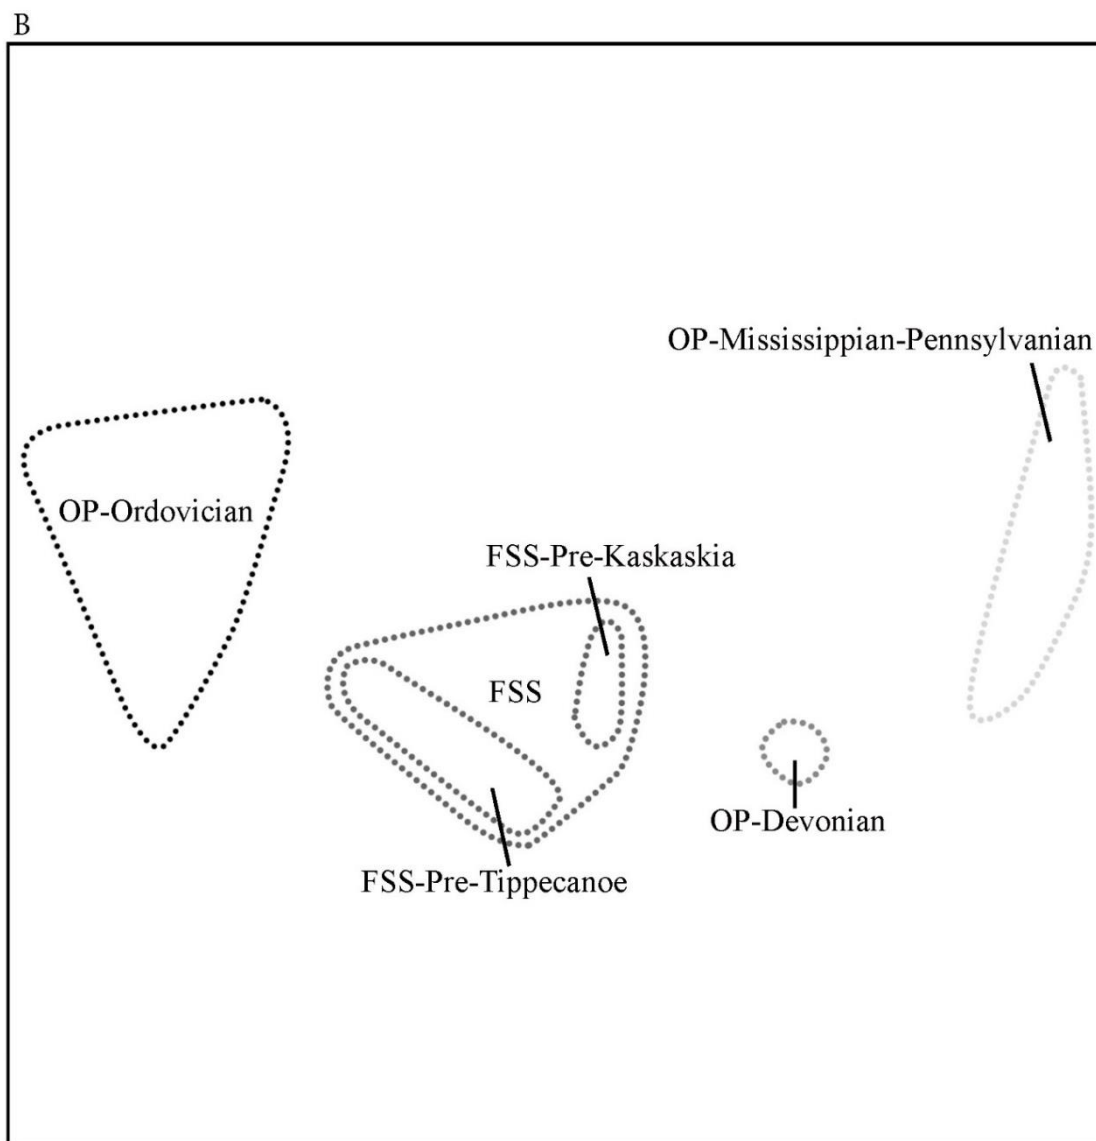 B
OP-Mississippian-Pennsylvanian
OP-Ordovician
FSS-Pre-Kaskaskia
FSS
OP-Devonian
FSS-Pre-Tippecanoe